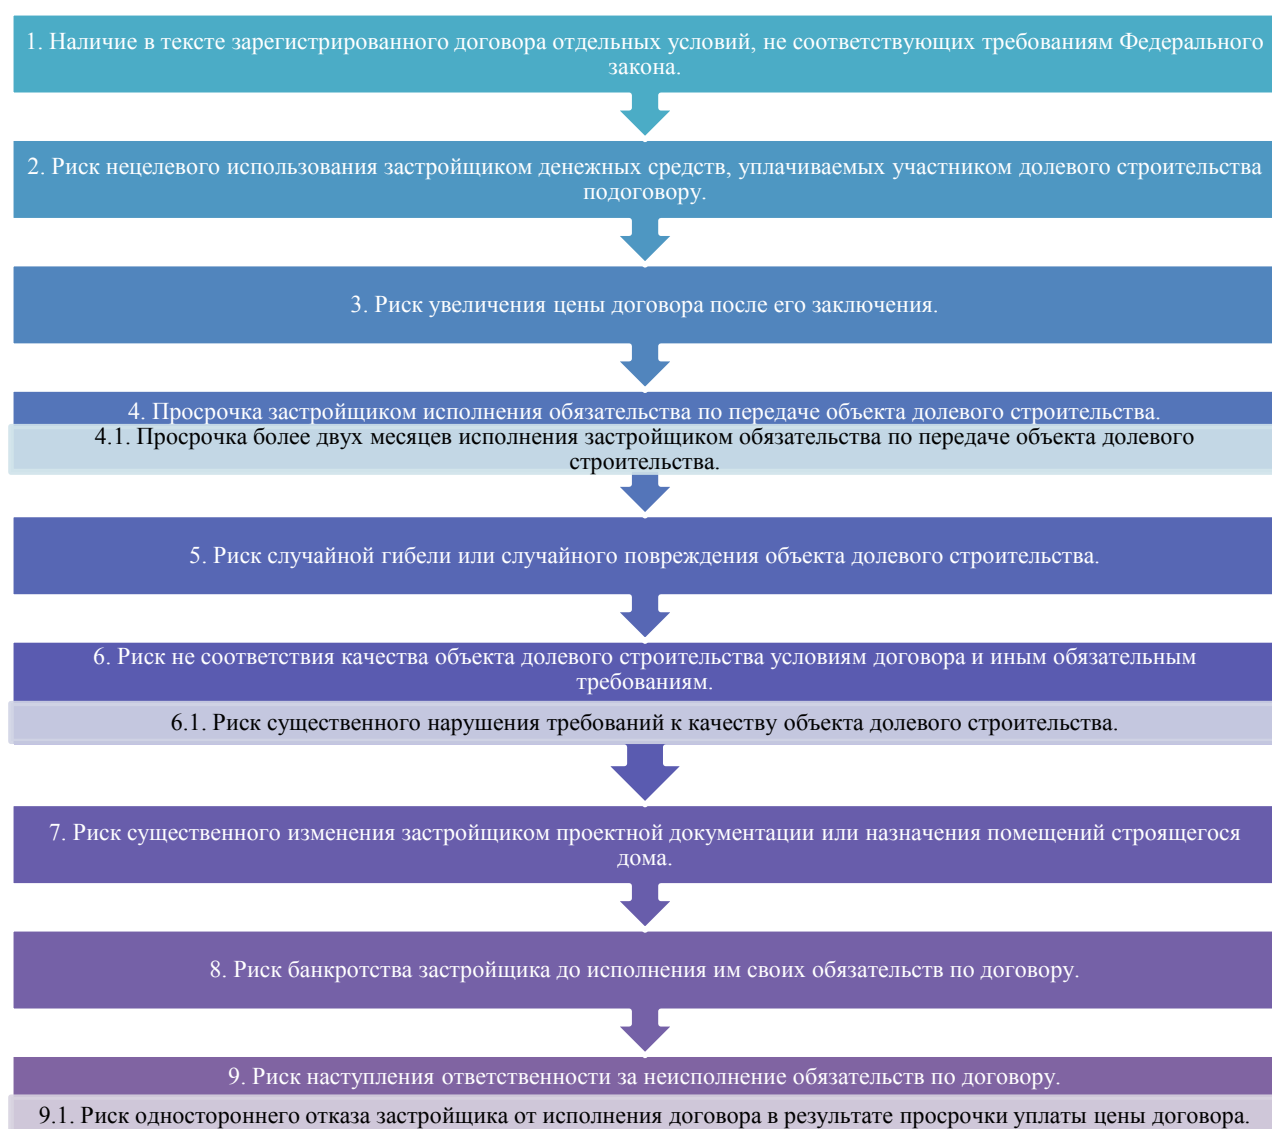 1. Наличие в тексте зарегистрированного договора отдельных условий, не соответствующих требованиям Федерального
закона.
2. Риск нецелевого использования застройщиком денежных средств, уплачиваемых участником долевого строительства
подоговору.
3. Риск увеличения цены договора после его заключения.
4. Просрочка застройщиком исполнения обязательства по передаче объекта долевого строительства.
4.1. Просрочка более двух месяцев исполнения застройщиком обязательства по передаче объекта долевого
строительства.
5. Риск случайной гибели или случайного повреждения объекта долевого строительства.
6. Риск не соответствия качества объекта долевого строительства условиям договора и иным обязательным
требованиям.
6.1. Риск существенного нарушения требований к качеству объекта долевого строительства.
7. Риск существенного изменения застройщиком проектной документации или назначения помещений строящегося
дома.
8. Риск банкротства застройщика до исполнения им своих обязательств по договору.
9. Риск наступления ответственности за неисполнение обязательств по договору.
9.1. Риск одностороннего отказа застройщика от исполнения договора в результате просрочки уплаты цены договора.